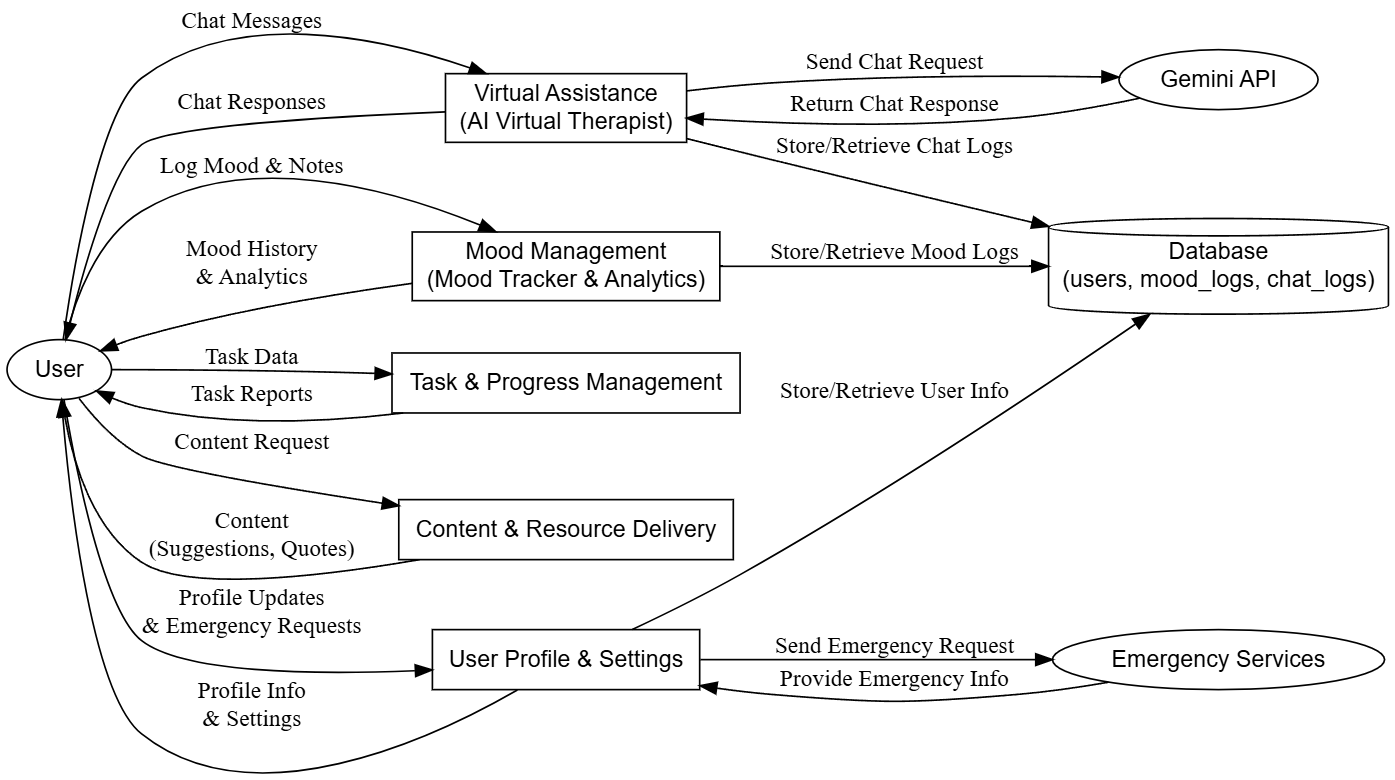 Chat Messages
Send Chat Request
Gemini API
Virtual Assistance
(AI Virtual Therapist)
Chat Responses
Return Chat Response
Store/Retrieve Chat Logs
Log Mood & Notes
Mood History
& Analytics
Mood Management
(Mood Tracker & Analytics)
Store/Retrieve Mood Logs
Database
(users, mood_logs, chat_logs)
User
Task Data
Task Reports
Task & Progress Management
Store/Retrieve User Info
Content Request
Content
(Suggestions, Quotes)
Content & Resource Delivery
Profile Updates
& Emergency Requests
User Profile & Settings
Send Emergency Request
Provide Emergency Info
Emergency Services
Profile Info
& Settings